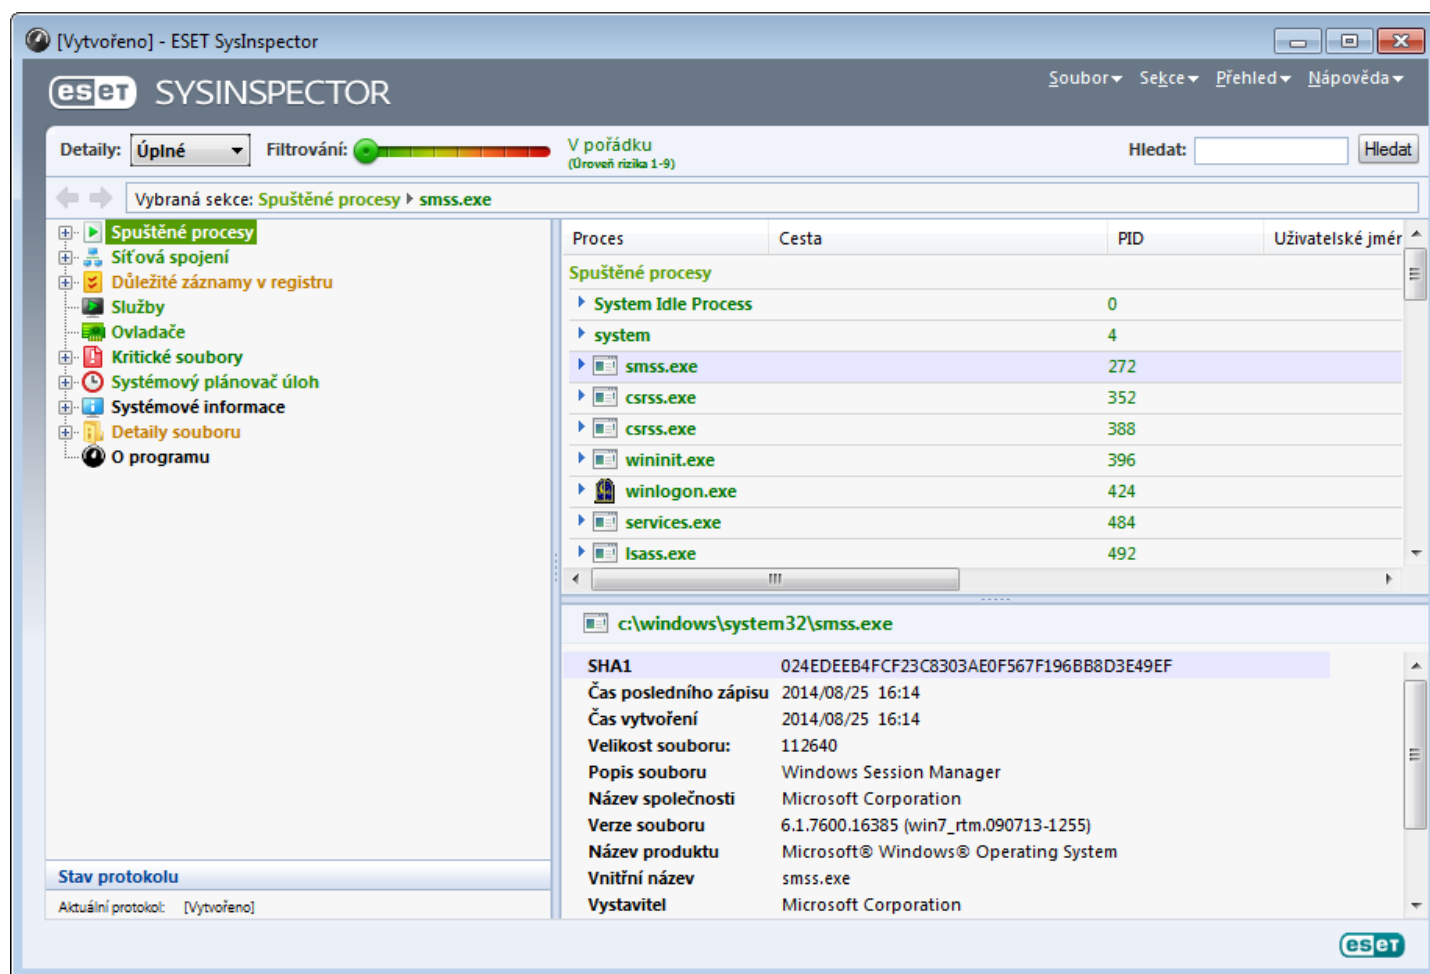 [Vytvořeno] - ESET SysInspector
eset SYSINSPECTOR
Soubor Sekce Přehled Nápověda
Detaily: Úplné Filtrování: V pořádku Hledat: Hledat
(Úroveň rizika 1-9)
Vybraná sekce: Spuštěné procesy smss.exe
Spuštěné procesy
Síťová spojení
Důležité záznamy v registru
Služby
Ovladače
Kritické soubory
Systémový plánovač úloh
Systémové informace
Detaily souboru
O programu
Stav protokolu
Aktuální protokol: [Vytvořeno]
Proces Cesta PID Uživatelské jmér
Spuštěné procesy
System Idle Process 0
system 4
smss.exe 272
csrss.exe 352
csrss.exe 388
wininit.exe 396
winlogon.exe 424
services.exe 484
lsass.exe 492
c:\windows\system32\smss.exe
SHA1 024EDEEB4FCF23C8303AE0F567F196BB8D3E49EF
Čas posledního zápisu 2014/08/25 16:14
Čas vytvoření 2014/08/25 16:14
Velikost souboru: 112640
Popis souboru Windows Session Manager
Název společnosti Microsoft Corporation
Verze souboru 6.1.7600.16385 (win7_rtm.090713-1255)
Název produktu Microsoft® Windows® Operating System
Vnitřní název smss.exe
Vystavitel Microsoft Corporation
eset